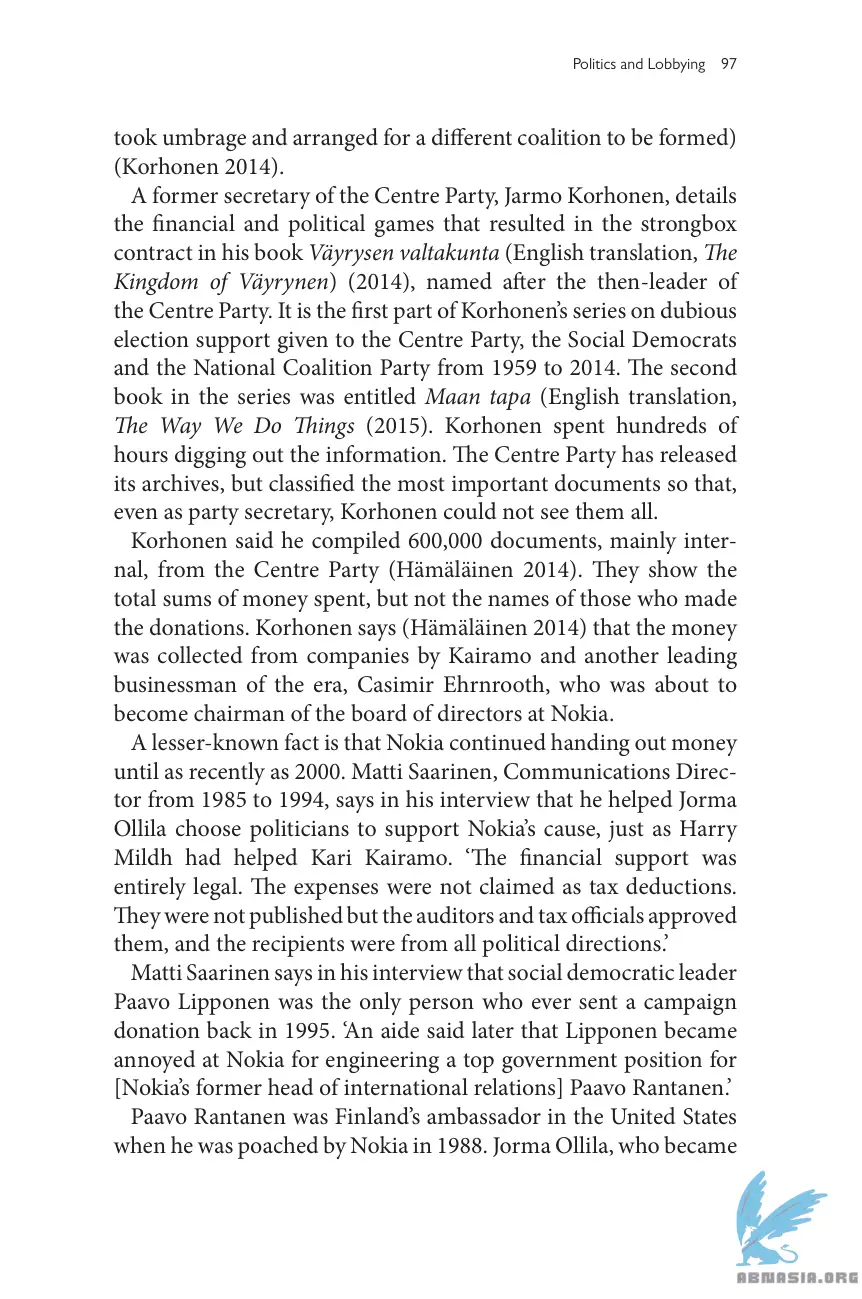 Politics and Lobbying 97
took umbrage and arranged for a different coalition to be formed)
(Korhonen 2014).
A former secretary of the Centre Party, Jarmo Korhonen, details
the financial and political games that resulted in the strongbox
contract in his book Väyrysen valtakunta (English translation, The
Kingdom of Väyrynen) (2014), named after the then-leader of
the Centre Party. It is the first part of Korhonen’s series on dubious
election support given to the Centre Party, the Social Democrats
and the National Coalition Party from 1959 to 2014. The second
book in the series was entitled Maan tapa (English translation,
The Way We Do Things (2015). Korhonen spent hundreds of
hours digging out the information. The Centre Party has released
its archives, but classified the most important documents so that,
even as party secretary, Korhonen could not see them all.
Korhonen said he compiled 600,000 documents, mainly inter-
nal, from the Centre Party (Hämäläinen 2014). They show the
total sums of money spent, but not the names of those who made
the donations. Korhonen says (Hämäläinen 2014) that the money
was collected from companies by Kairamo and another leading
businessman of the era, Casimir Ehrnrooth, who was about to
become chairman of the board of directors at Nokia.
A lesser-known fact is that Nokia continued handing out money
until as recently as 2000. Matti Saarinen, Communications Direc-
tor from 1985 to 1994, says in his interview that he helped Jorma
Ollila choose politicians to support Nokia’s cause, just as Harry
Mildh had helped Kari Kairamo. ‘The financial support was
entirely legal. The expenses were not claimed as tax deductions.
They were not published but the auditors and tax officials approved
them, and the recipients were from all political directions.’
Matti Saarinen says in his interview that social democratic leader
Paavo Lipponen was the only person who ever sent a campaign
donation back in 1995. ‘An aide said later that Lipponen became
annoyed at Nokia for engineering a top government position for
[Nokia’s former head of international relations] Paavo Rantanen.’
Paavo Rantanen was Finland’s ambassador in the United States
when he was poached by Nokia in 1988. Jorma Ollila, who became
ABNASIA.ORG